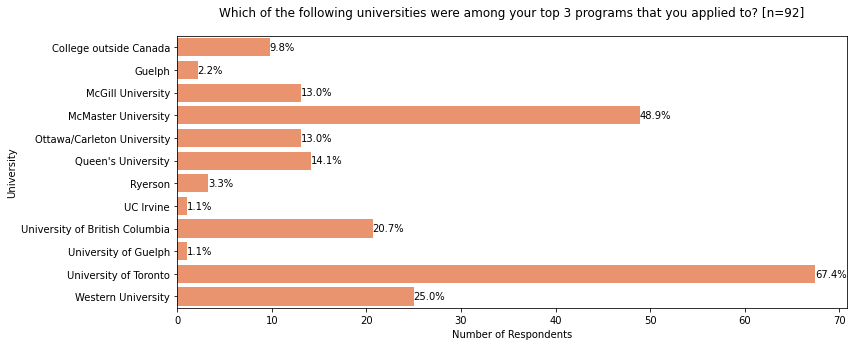 Which of the following universities were among your top 3 programs that you applied to? [n=92]
College outside Canada 9.8%
Guelph 2.2%
McGill University 13.0%
McMaster University 48.9%
Ottawa/Carleton University 13.0%
Queen's University 14.1%
Ryerson 3.3%
UC Irvine 1.1%
University of British Columbia 20.7%
University of Guelph 1.1%
University of Toronto 67.4%
Western University 25.0%
University
0 10 20 30 40 50 60 70
Number of Respondents